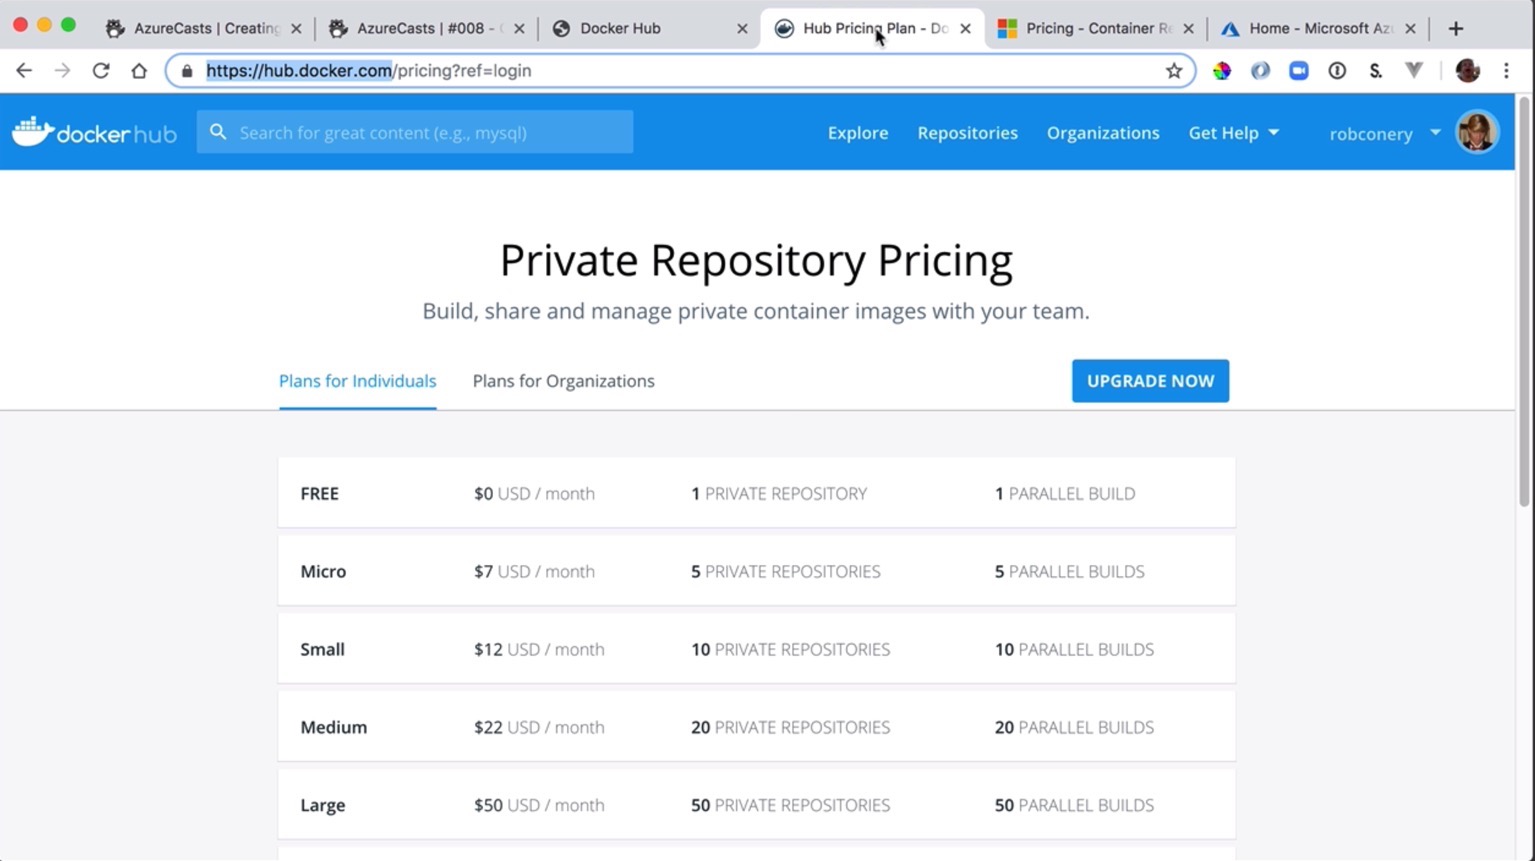 AzureCasts | Creating
AzureCasts | #008 -
Docker Hub
Hub Pricing Plan - Do
Pricing - Container Re
Home - Microsoft Az
https://hub.docker.com/pricing?ref=login
docker hub
Search for great content (e.g., mysql)
Explore
Repositories
Organizations
Get Help
robconery
Private Repository Pricing
Build, share and manage private container images with your team.
Plans for Individuals
Plans for Organizations
UPGRADE NOW
FREE $0 USD / month 1 PRIVATE REPOSITORY 1 PARALLEL BUILD
Micro $7 USD / month 5 PRIVATE REPOSITORIES 5 PARALLEL BUILDS
Small $12 USD / month 10 PRIVATE REPOSITORIES 10 PARALLEL BUILDS
Medium $22 USD / month 20 PRIVATE REPOSITORIES 20 PARALLEL BUILDS
Large $50 USD / month 50 PRIVATE REPOSITORIES 50 PARALLEL BUILDS